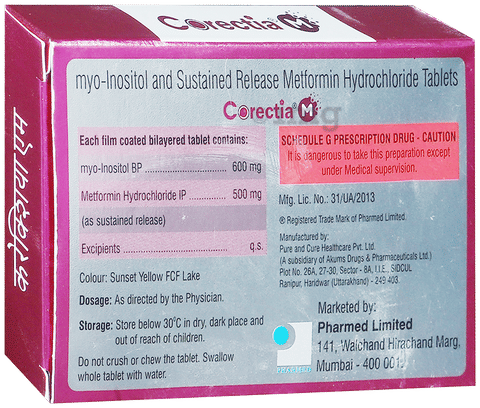 Corectia M
करेक्टिया एम
myo-Inositol and Sustained Release Metformin Hydrochloride Tablets
Corectia® M
Each film coated bilayered tablet contains:
myo-Inositol BP ........................ 600 mg
Metformin Hydrochloride IP ........ 500 mg
(as sustained release)
Excipients .................................... q.s.
Colour: Sunset Yellow FCF Lake
Dosage: As directed by the Physician.
Storage: Store below 30°C in dry, dark place and
out of reach of children.
Do not crush or chew the tablet. Swallow
whole tablet with water.
SCHEDULE G PRESCRIPTION DRUG - CAUTION
It is dangerous to take this preparation except
under Medical supervision.
Mfg. Lic. No.: 31/UA/2013
® Registered Trade Mark of Pharmed Limited.
Manufactured by:
Pure and Cure Healthcare Pvt. Ltd.
(A subsidiary of Akums Drugs & Pharmaceuticals Ltd.)
Plot No. 26A, 27-30, Sector - 8A, I.I.E., SIDCUL
Ranipur, Haridwar (Uttarakhand) - 249 403.
Marketed by:
Pharmed Limited
141, Walchand Hirachand Marg,
Mumbai - 400 001.
PHARMED